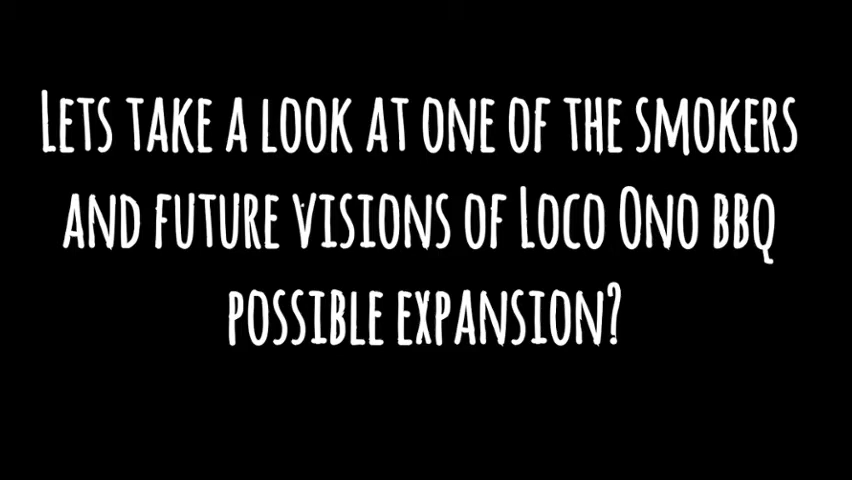 Lets take a look at one of the smokers
and future visions of Loco Ono bbq
possible expansion?